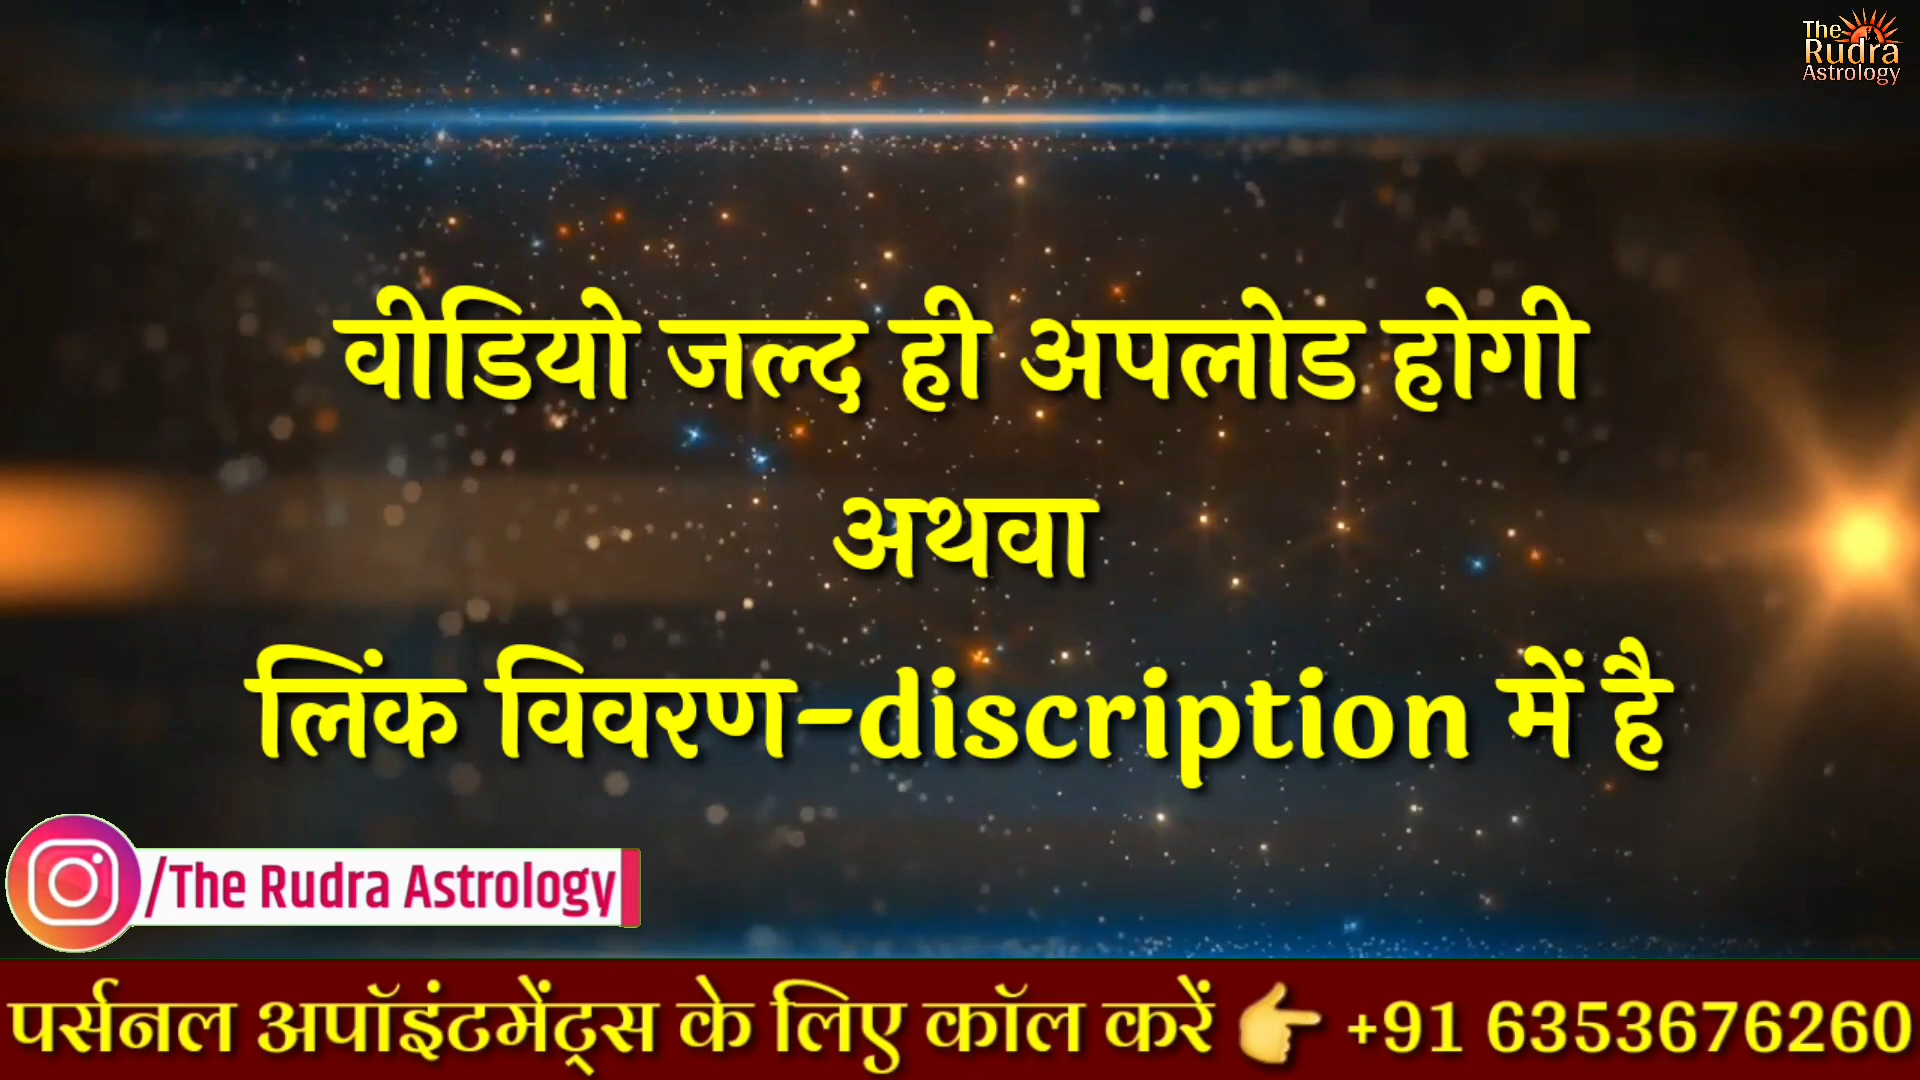 The
Rudra
Astrology
वीडियो जल्द ही अपलोड होगी
अथवा
लिंक विवरण-discription में है
/The Rudra Astrology
पर्सनल अपॉइंटमेंट्स के लिए कॉल करें 👉 +91 6353676260